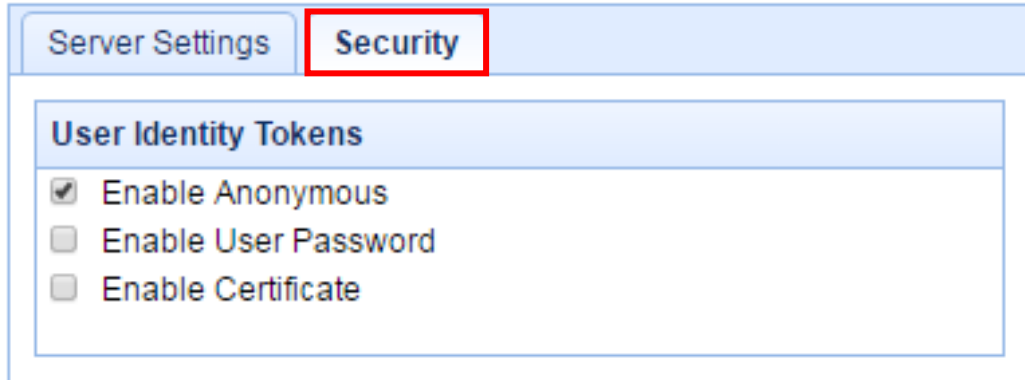 Server Settings Security
User Identity Tokens
Enable Anonymous
Enable User Password
Enable Certificate